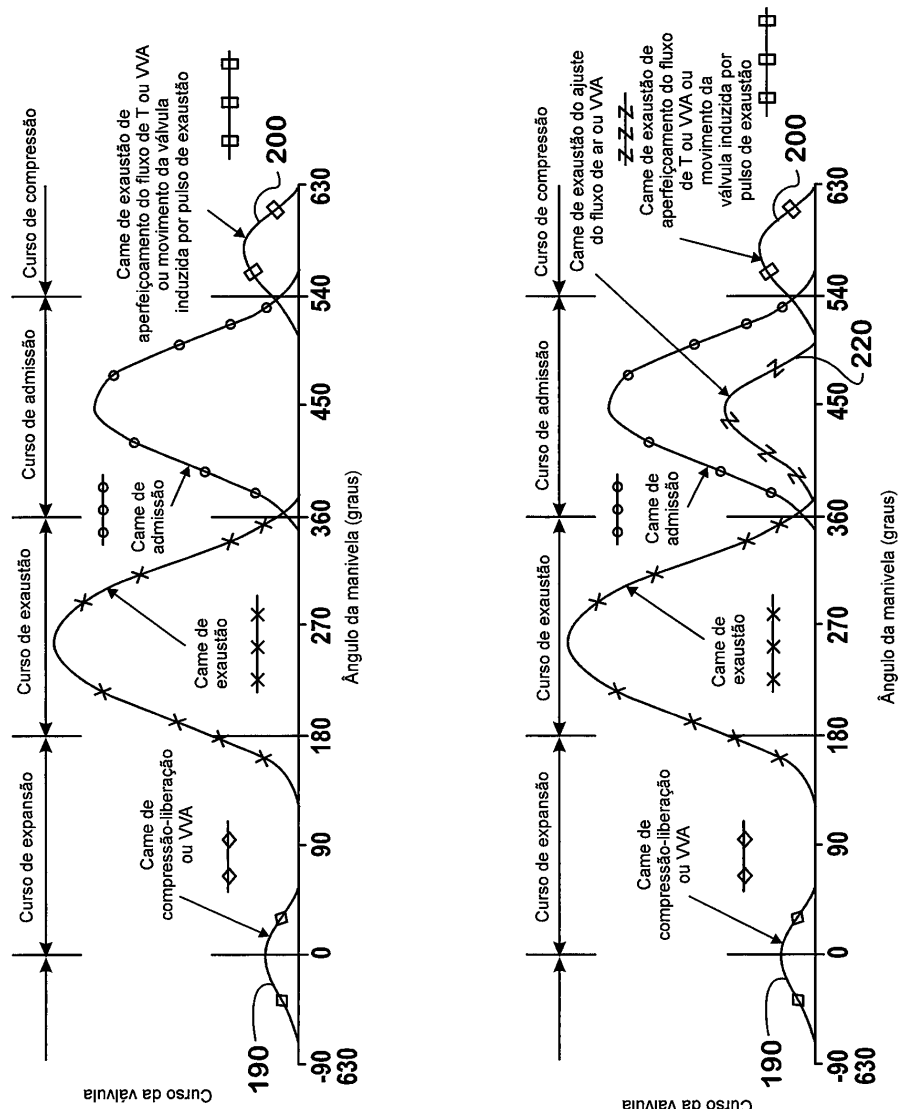 Curso de expansão
Curso de exaustão
Curso de admissão
Curso de compressão
Came de
compressão-liberação
ou VVA
Came de
exaustão
Came de
admissão
Came de exaustão de
aperfeiçoamento do fluxo de T ou VVA
ou movimento da válvula
induzida por pulso de exaustão
190
200
Curso da válvula
-90
630
0
90
180
270
360
450
540
630
Ângulo da manivela (graus)
Curso de expansão
Curso de exaustão
Curso de admissão
Curso de compressão
Came de
compressão-liberação
ou VVA
Came de
exaustão
Came de
admissão
Came de exaustão do ajuste
do fluxo de ar ou VVA
Came de exaustão de
aperfeiçoamento do fluxo
de T ou VVA ou
movimento da
válvula induzida por
pulso de exaustão
190
200
220
Curso da válvula
-90
630
0
90
180
270
360
450
540
630
Ângulo da manivela (graus)